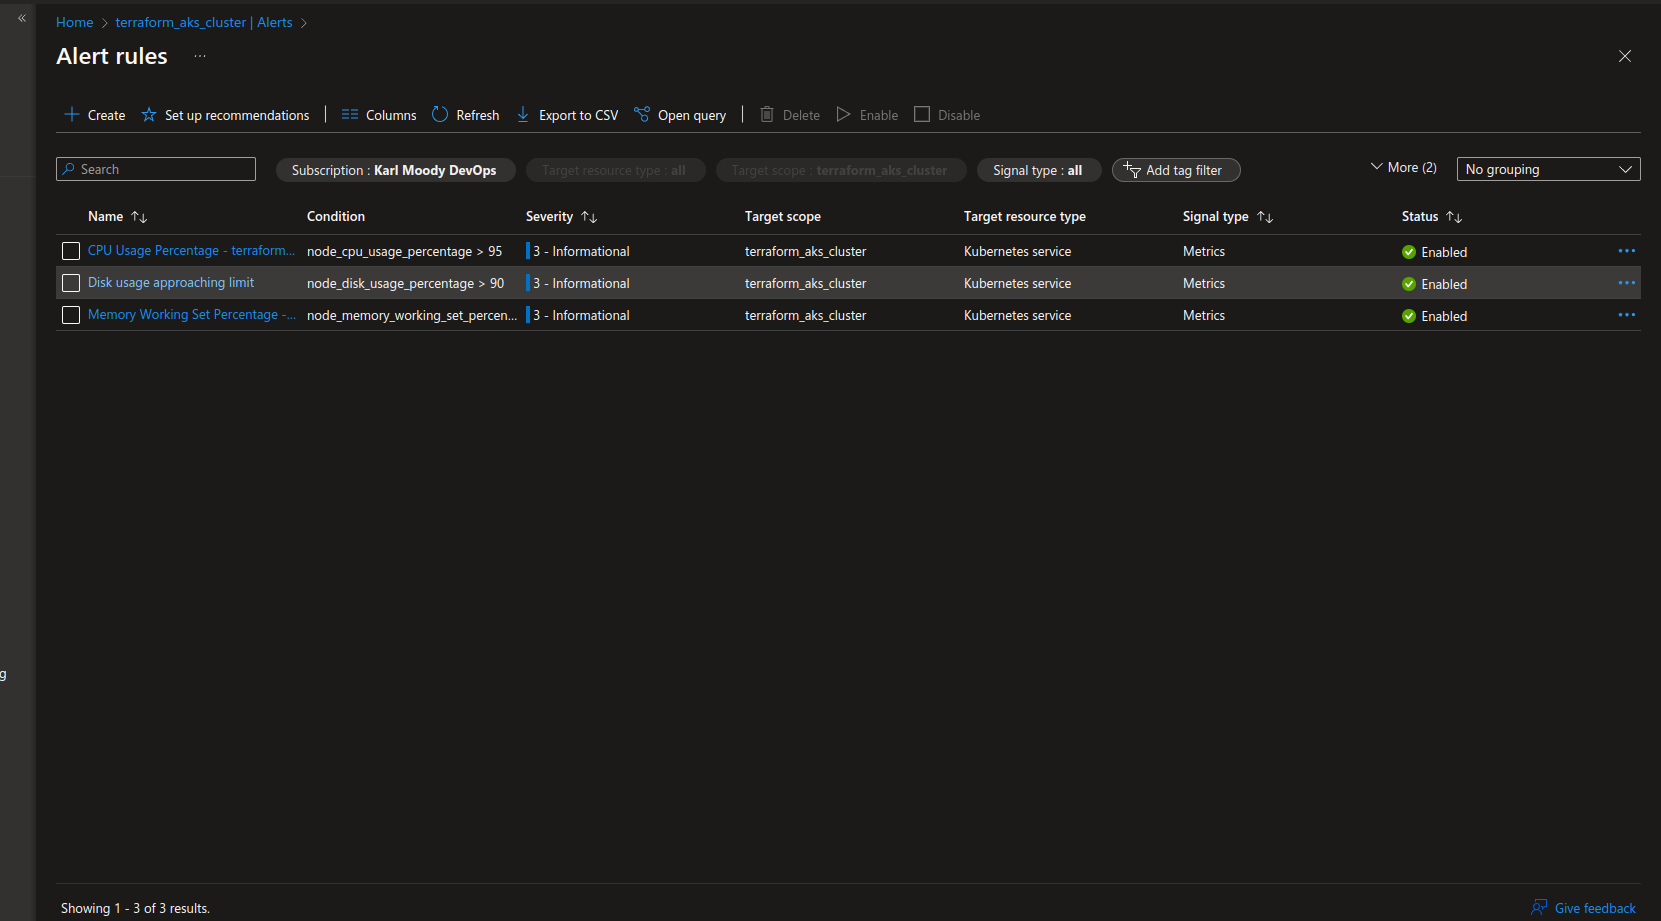 «
Home > terraform_aks_cluster | Alerts >
Alert rules ...
Create Set up recommendations | Columns Refresh Export to CSV Open query | Delete Enable Disable
Search Subscription : Karl Moody DevOps Target resource type : all Target scope : terraform_aks_cluster Signal type : all Add tag filter More (2) No grouping
Name Condition Severity Target scope Target resource type Signal type Status
CPU Usage Percentage - terraform... node_cpu_usage_percentage > 95 3 - Informational terraform_aks_cluster Kubernetes service Metrics Enabled ...
Disk usage approaching limit node_disk_usage_percentage > 90 3 - Informational terraform_aks_cluster Kubernetes service Metrics Enabled ...
Memory Working Set Percentage -... node_memory_working_set_percen... 3 - Informational terraform_aks_cluster Kubernetes service Metrics Enabled ...
g
Showing 1 - 3 of 3 results. Give feedback